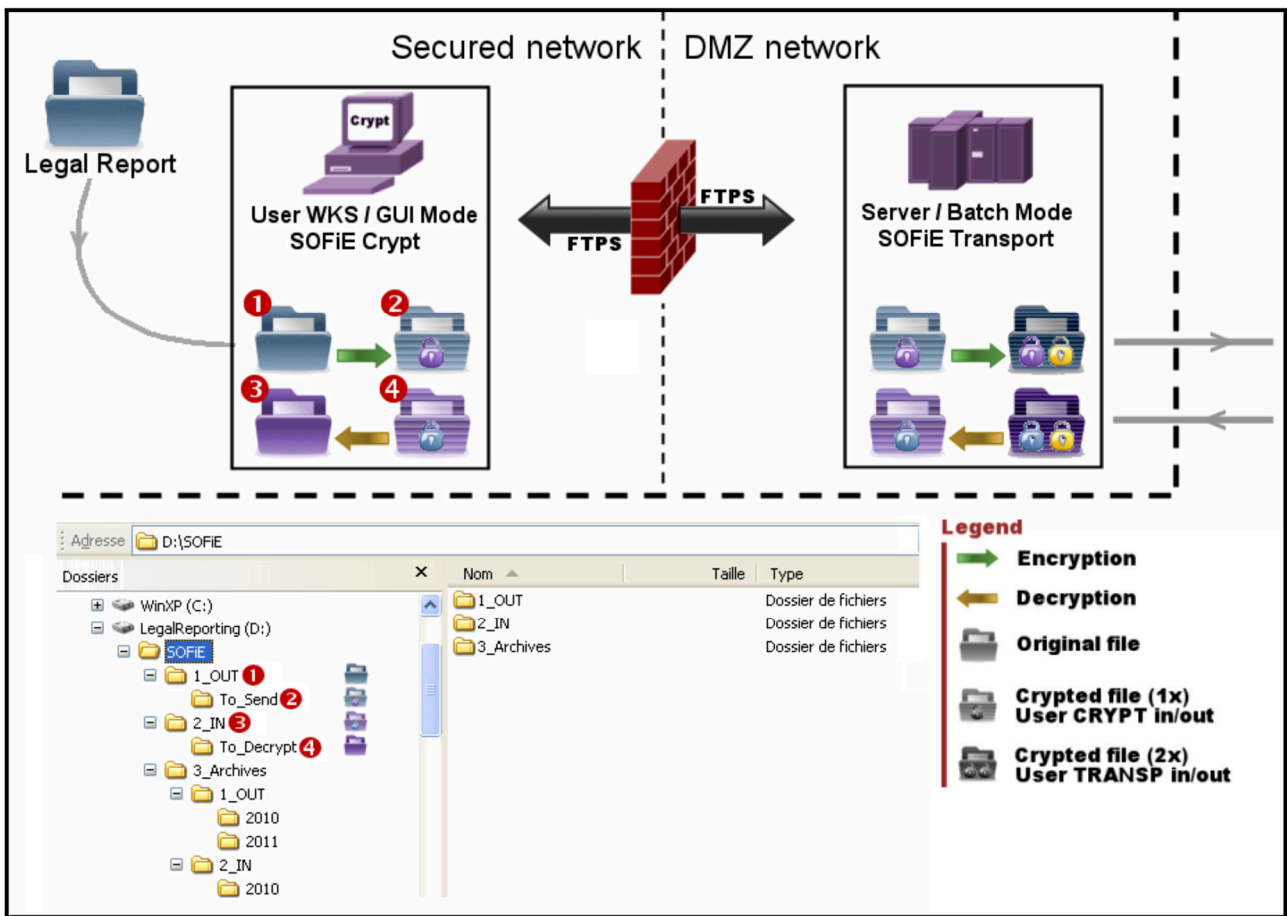 Secured network
DMZ network
Legal Report
Crypt
User WKS / GUI Mode
SOFiE Crypt
FTPS
FTPS
Server / Batch Mode
SOFiE Transport
1
2
3
4
Adresse
D:\SOFiE
Dossiers
X
Nom
Taille
Type
WinXP (C:)
LegalReporting (D:)
SOFiE
1_OUT 1
To_Send 2
2_IN 3
To_Decrypt 4
3_Archives
1_OUT
2010
2011
2_IN
2010
1_OUT
Dossier de fichiers
2_IN
Dossier de fichiers
3_Archives
Dossier de fichiers
Legend
Encryption
Decryption
Original file
Crypted file (1x)
User CRYPT in/out
Crypted file (2x)
User TRANSP in/out